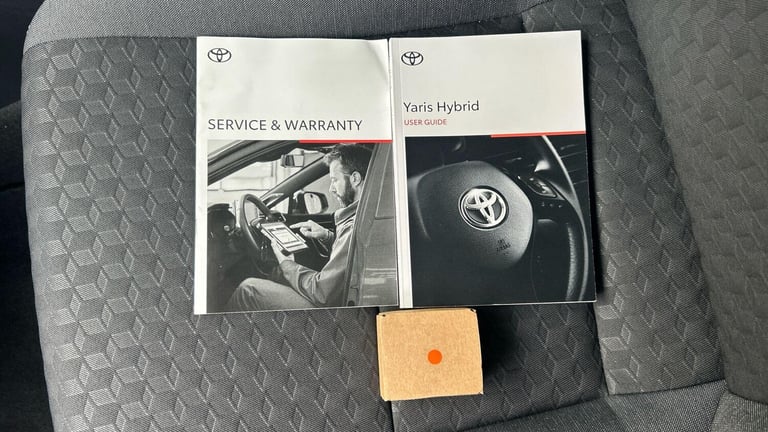 SERVICE & WARRANTY
Yaris Hybrid
USER GUIDE